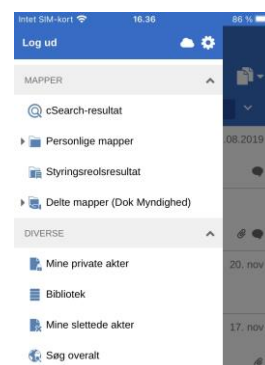 Intet SIM-kort 16.36 86 %
Log ud
MAPPER
cSearch-resultat
Personlige mapper
.08.2019
Styringsreolsresultat
Delte mapper (Dok Myndighed)
DIVERSE
Mine private akter
20. nov
Bibliotek
Mine slettede akter
17. nov
Søg overalt